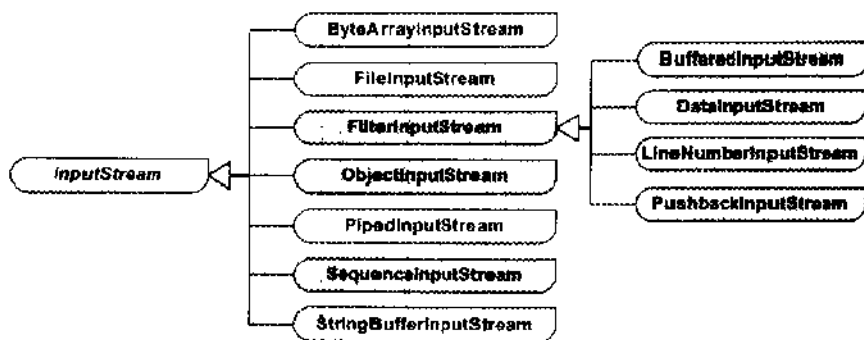 InputStream
ByteArrayInputStream
FileInputStream
FilterInputStream
ObjectInputStream
PipedInputStream
SequenceInputStream
StringBufferInputStream
BufferedInputStream
DataInputStream
LineNumberInputStream
PushbackInputStream